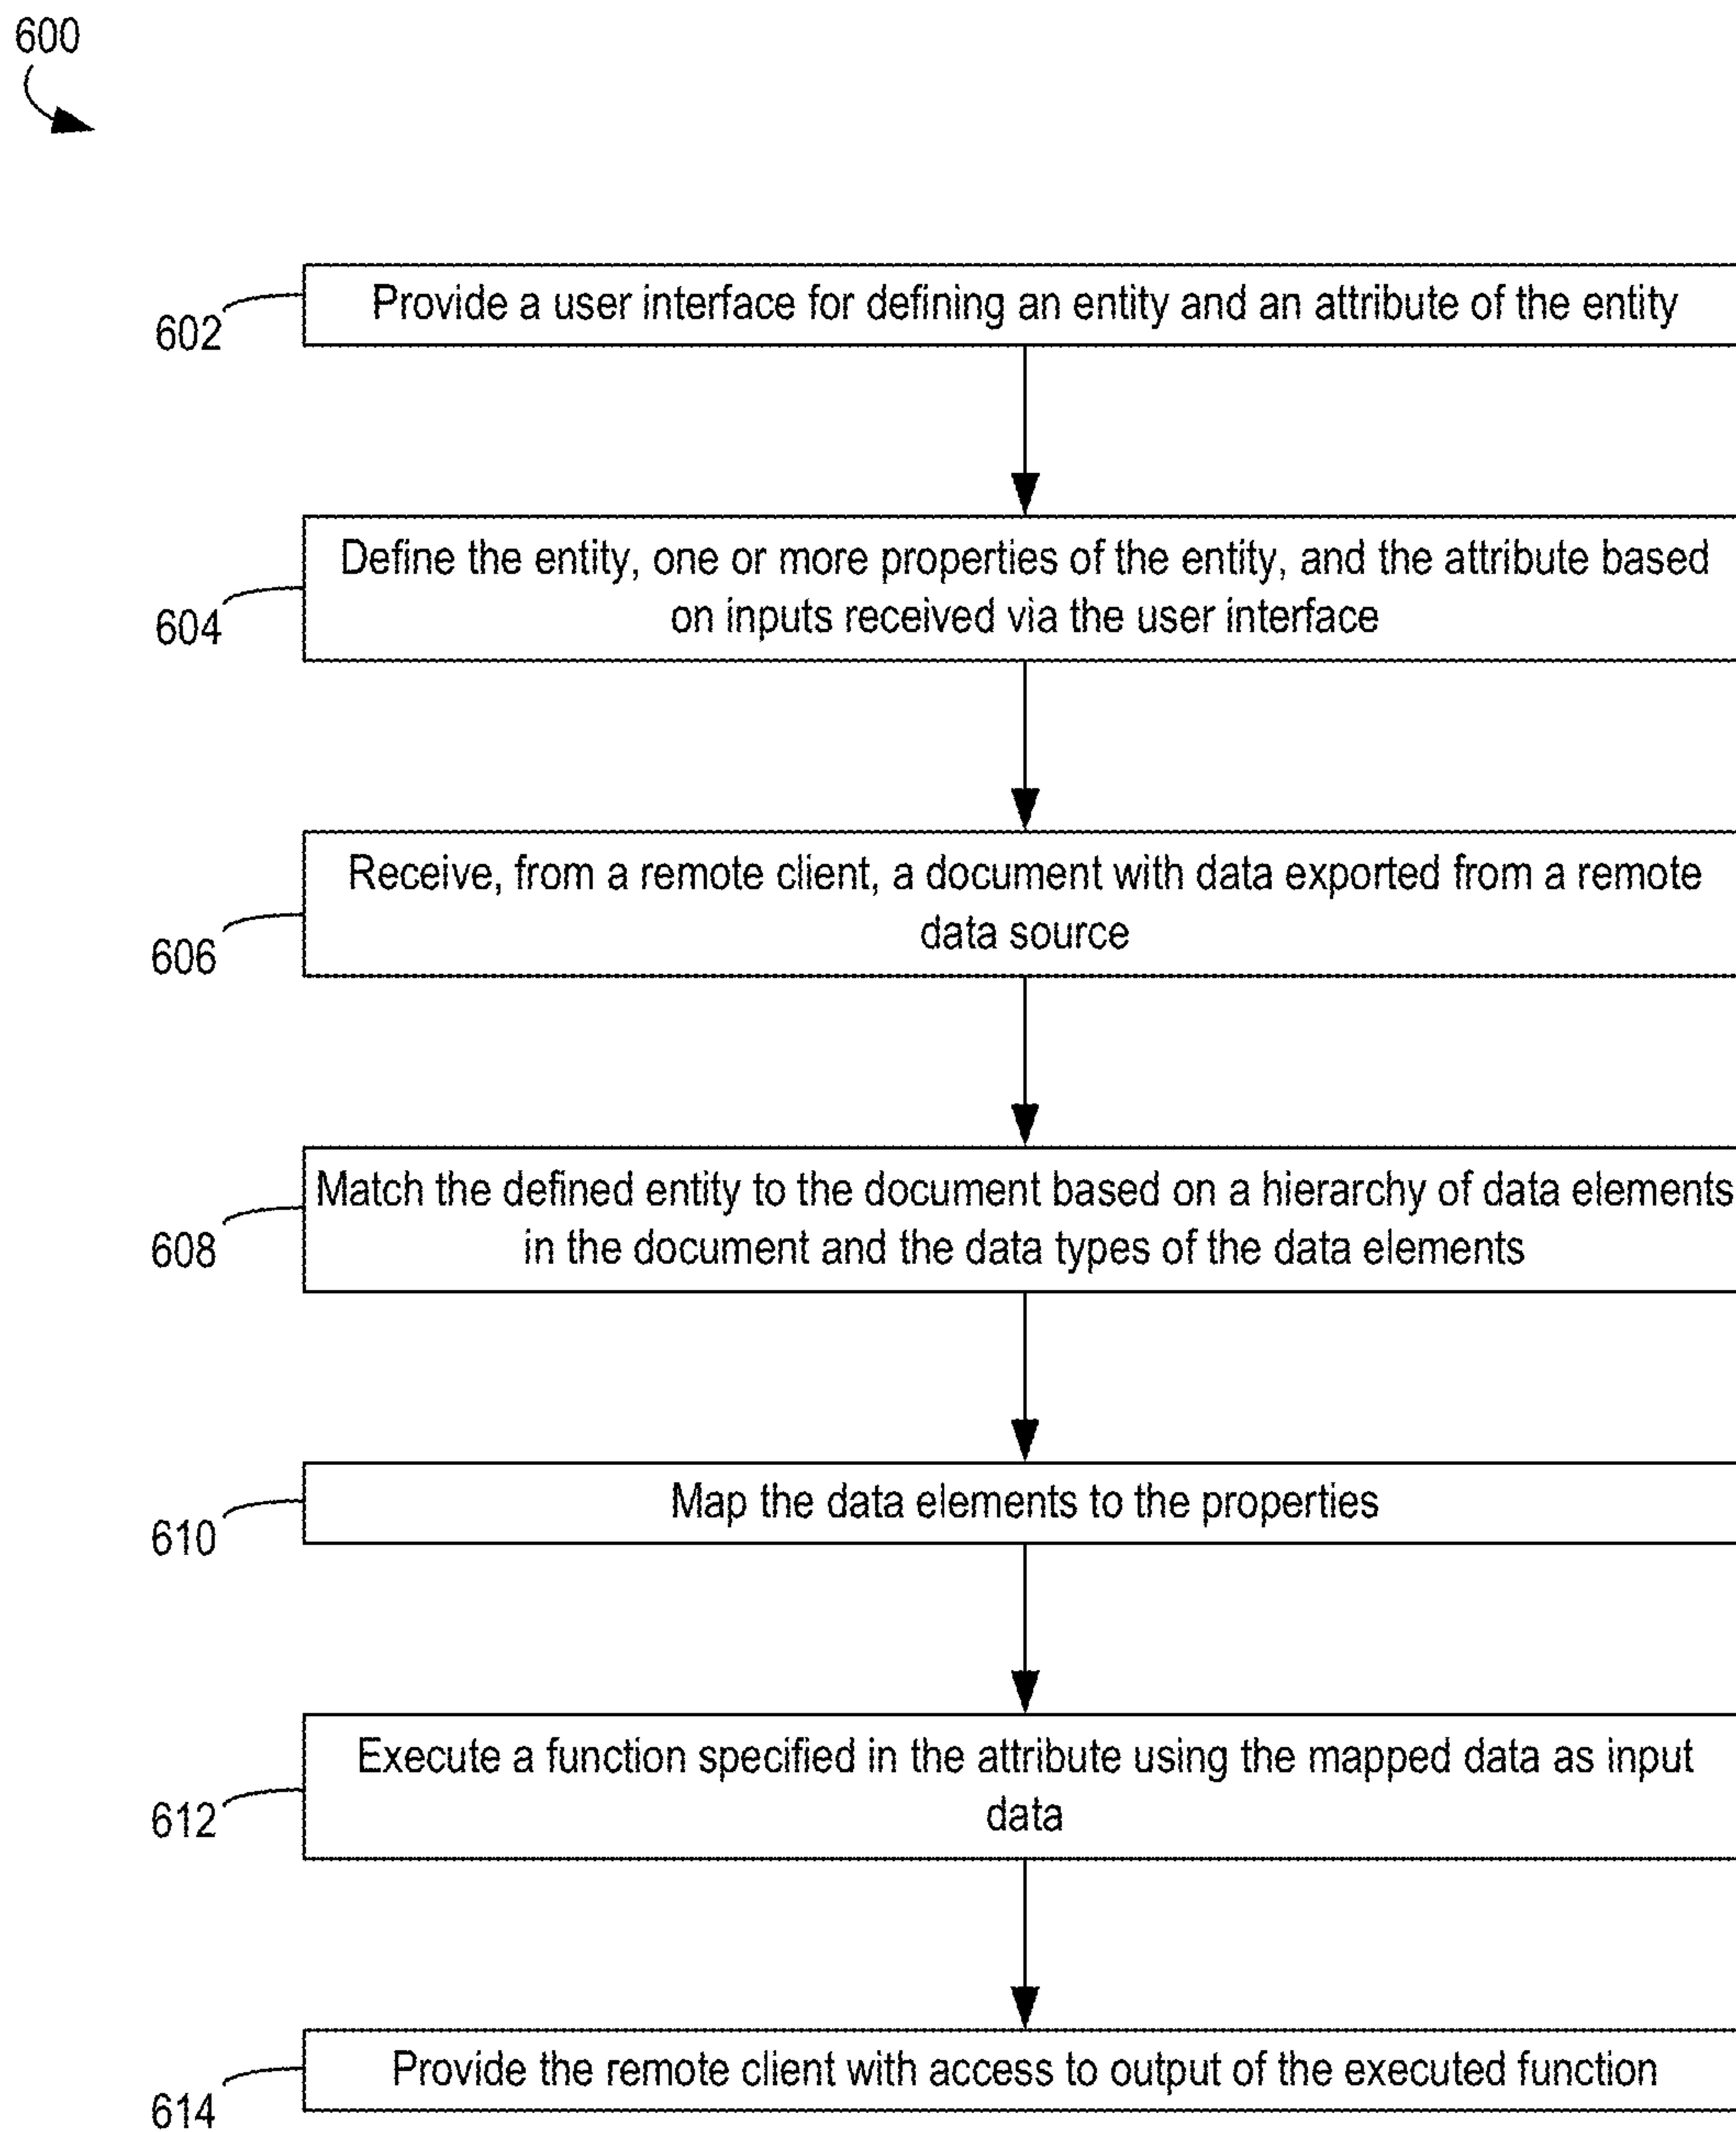 600
Provide a user interface for defining an entity and an attribute of the entity
602
Define the entity, one or more properties of the entity, and the attribute based
on inputs received via the user interface
604
Receive, from a remote client, a document with data exported from a remote
data source
606
Match the defined entity to the document based on a hierarchy of data elements
in the document and the data types of the data elements
608
Map the data elements to the properties
610
Execute a function specified in the attribute using the mapped data as input
data
612
Provide the remote client with access to output of the executed function
614